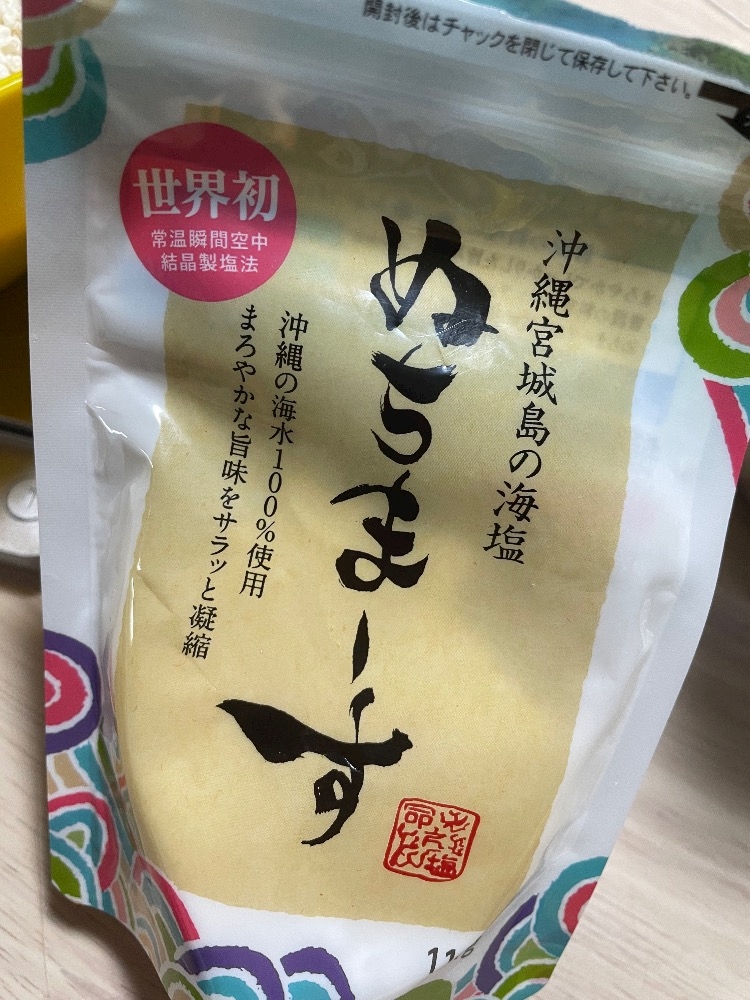 開封後はチャックを閉じて保存して下さい。
世界初
常温瞬間空中
結晶製塩法
沖縄宮城島の海塩
ぬちまーす
沖縄の海水100%使用
まろやかな旨味をサラッと凝縮